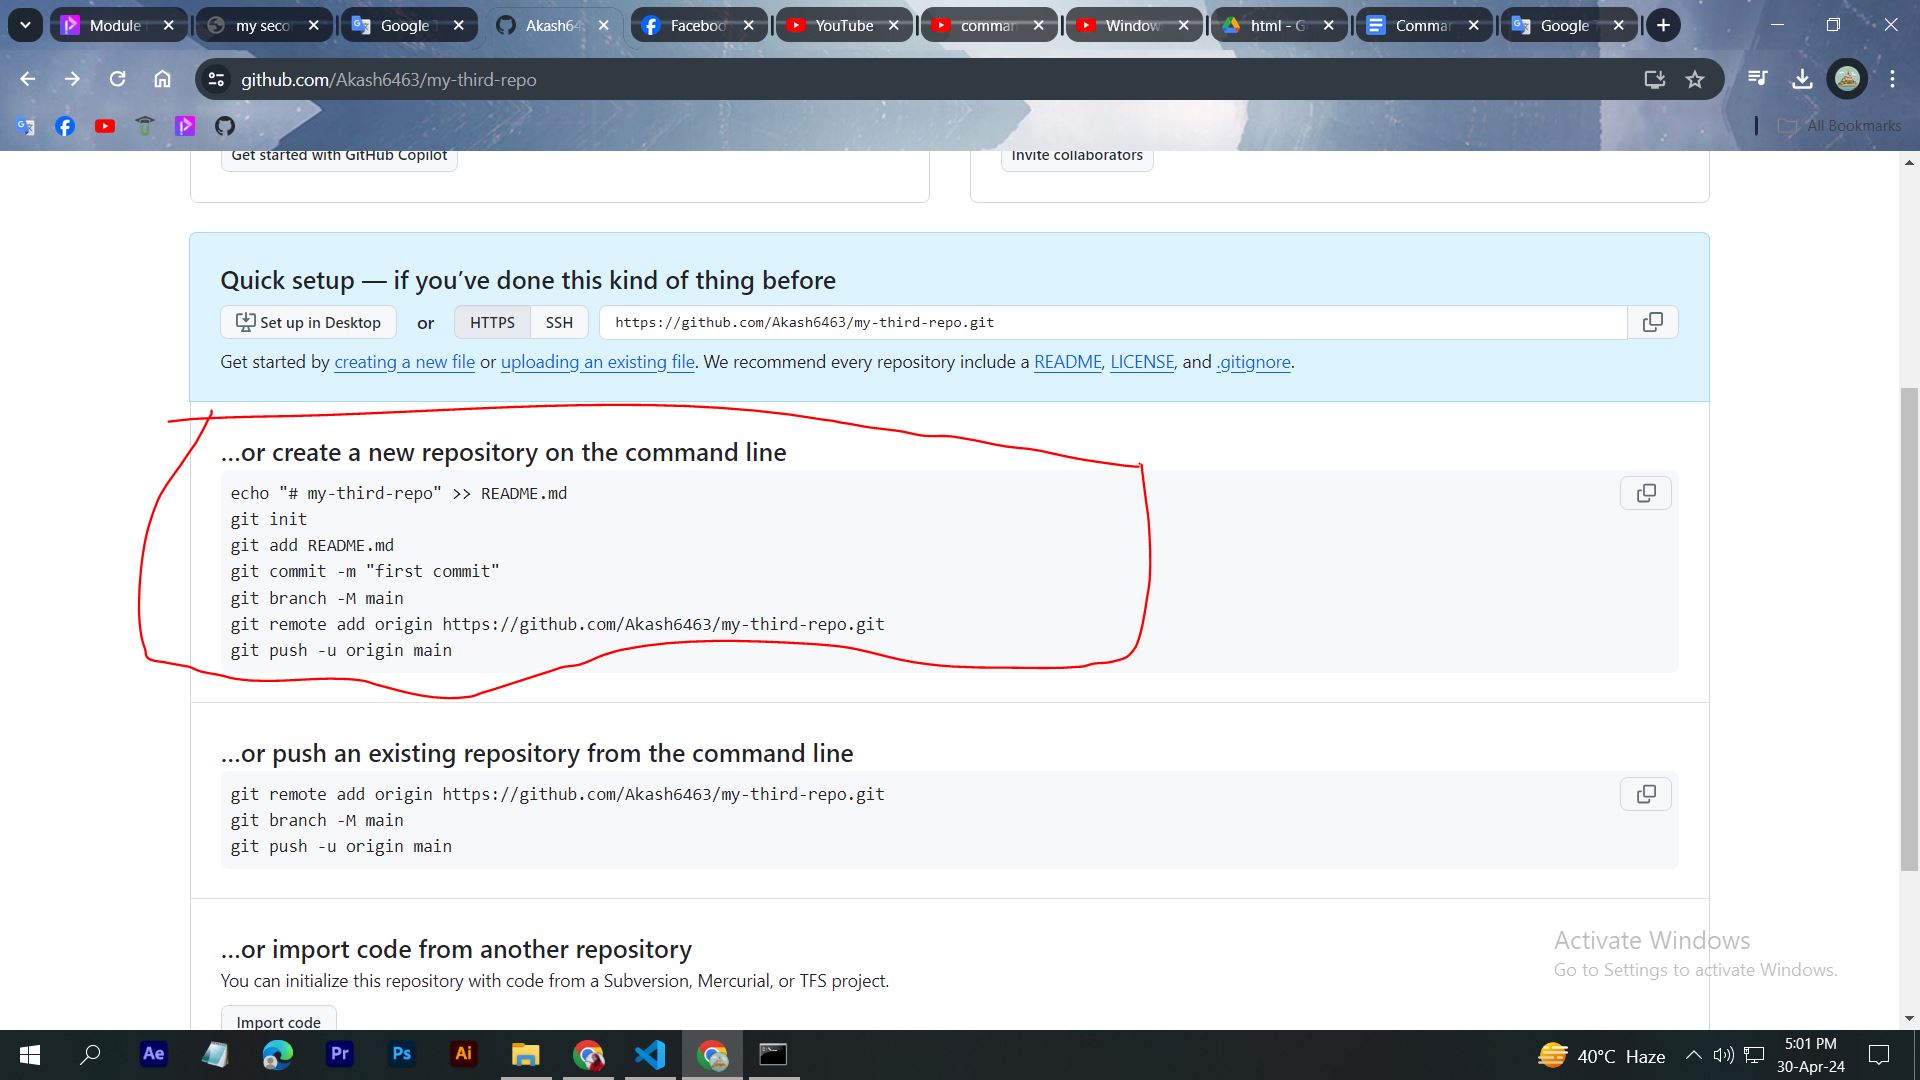 Module
my seco
Google T
Akash64
Faceboo
YouTube
comman
Window
html - G
Comman
Google T
github.com/Akash6463/my-third-repo
All Bookmarks
Get started with GitHub Copilot
Invite collaborators
Quick setup — if you’ve done this kind of thing before
Set up in Desktop or HTTPS SSH https://github.com/Akash6463/my-third-repo.git
Get started by creating a new file or uploading an existing file. We recommend every repository include a README, LICENSE, and .gitignore.
…or create a new repository on the command line
echo "# my-third-repo" >> README.md
git init
git add README.md
git commit -m "first commit"
git branch -M main
git remote add origin https://github.com/Akash6463/my-third-repo.git
git push -u origin main
…or push an existing repository from the command line
git remote add origin https://github.com/Akash6463/my-third-repo.git
git branch -M main
git push -u origin main
…or import code from another repository
You can initialize this repository with code from a Subversion, Mercurial, or TFS project.
Import code
Activate Windows
Go to Settings to activate Windows.
Ae
Pr
Ps
Ai
40°C Haze
5:01 PM
30-Apr-24